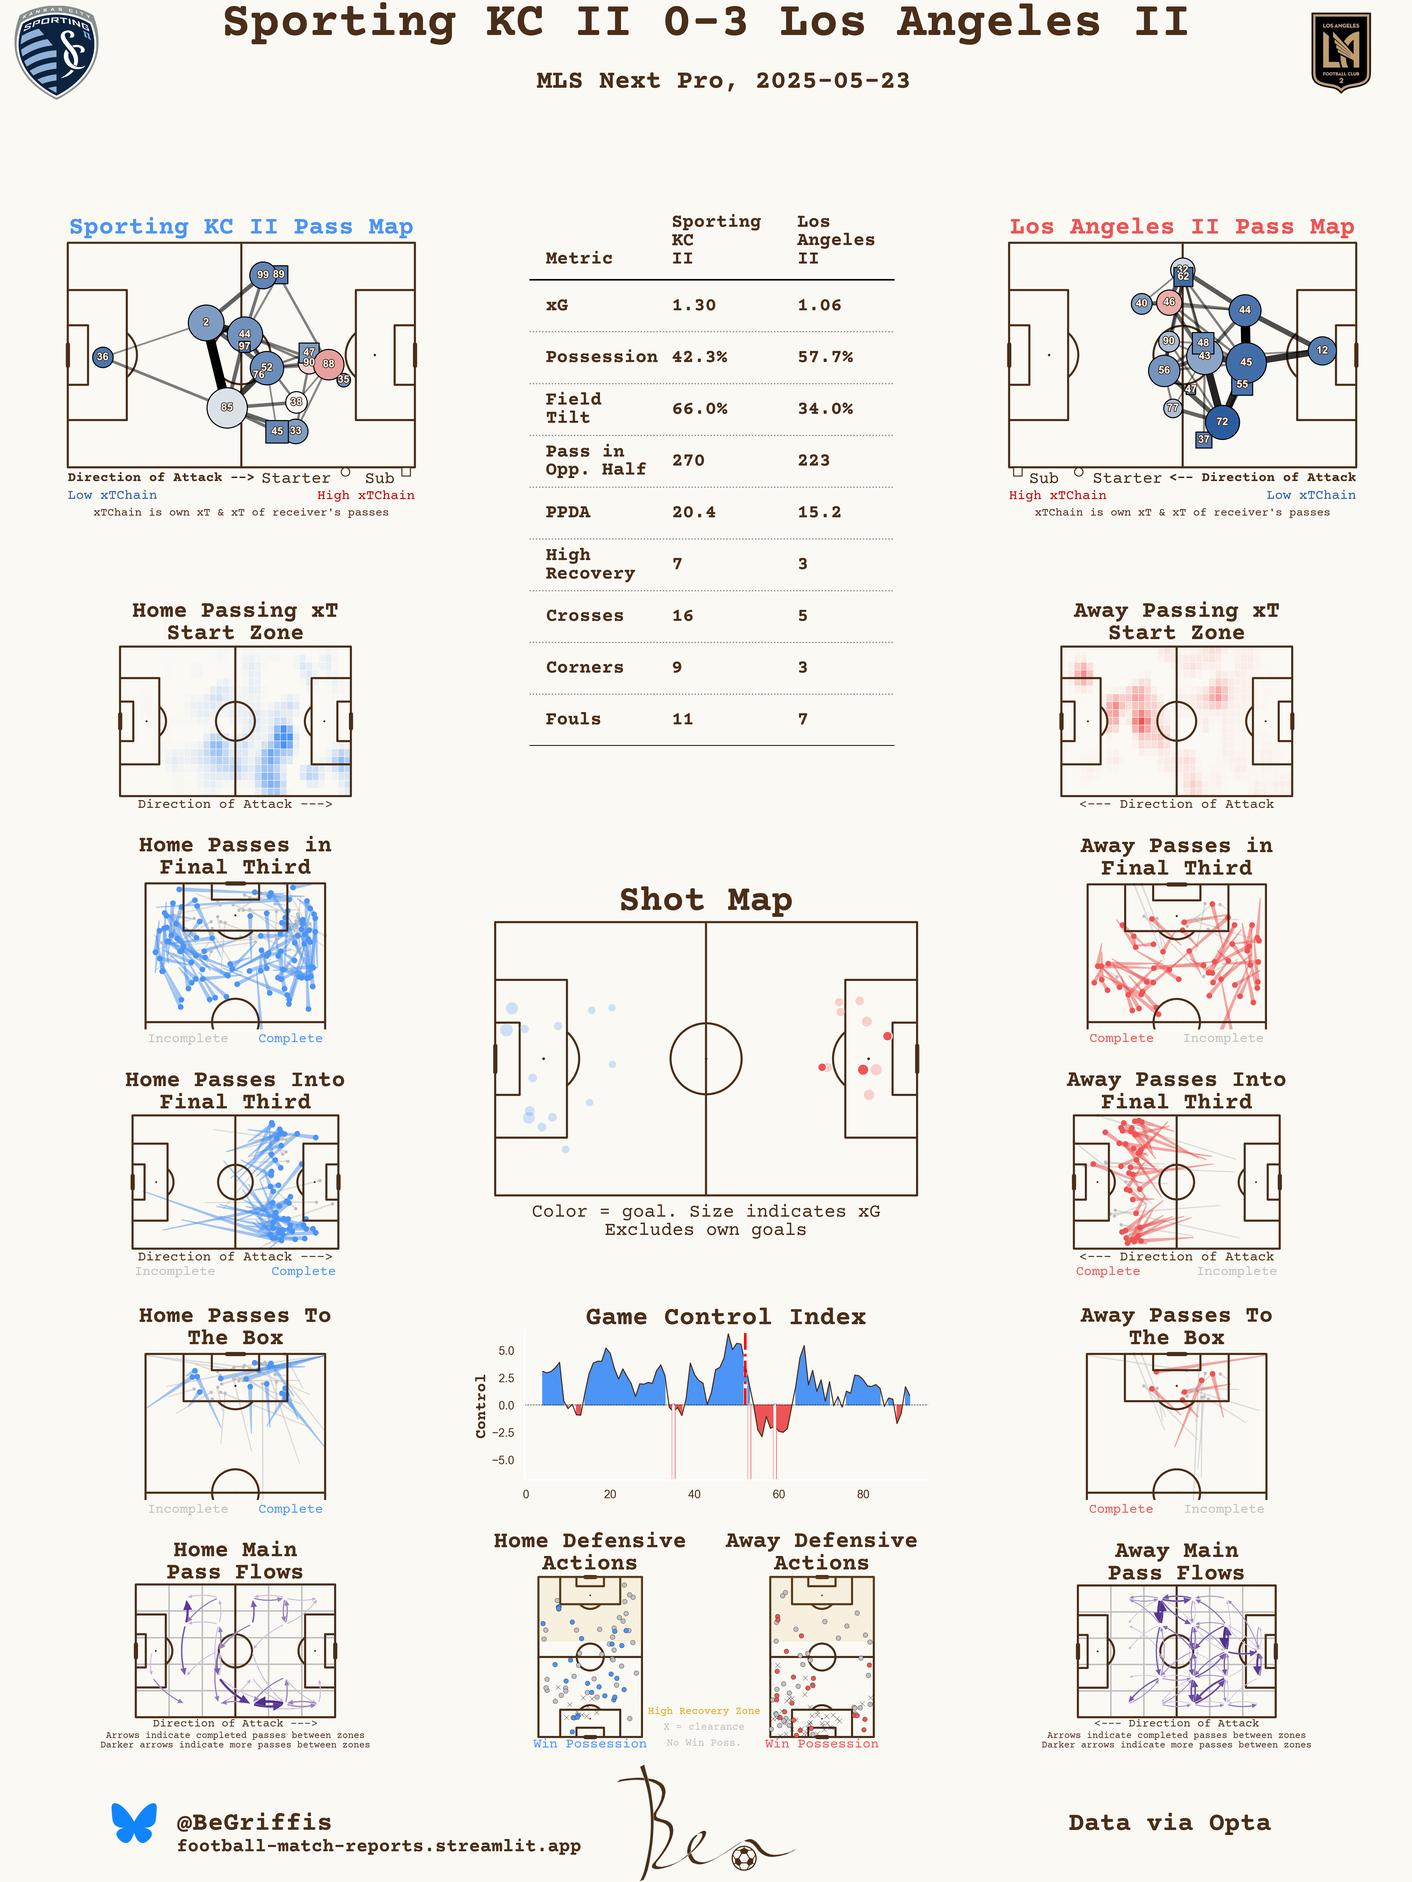 Sporting KC II 0-3 Los Angeles II
MLS Next Pro, 2025-05-23
KANSAS CITY
SPORTING
II
LOS ANGELES
LA
FOOTBALL CLUB
2
Sporting KC II Pass Map
36
2
85
99
89
44
97
52
76
47
90
88
35
38
45
33
Direction of Attack --> Starter Sub
Low xTChain High xTChain
xTChain is own xT & xT of receiver's passes
Metric Sporting KC II Los Angeles II
xG 1.30 1.06
Possession 42.3% 57.7%
Field Tilt 66.0% 34.0%
Pass in Opp. Half 270 223
PPDA 20.4 15.2
High Recovery 7 3
Crosses 16 5
Corners 9 3
Fouls 11 7
Los Angeles II Pass Map
32
62
40
46
44
90
48
43
45
12
56
47
55
77
72
37
Sub Starter <-- Direction of Attack
High xTChain Low xTChain
xTChain is own xT & xT of receiver's passes
Home Passing xT
Start Zone
Direction of Attack --->
Away Passing xT
Start Zone
<--- Direction of Attack
Home Passes in
Final Third
Incomplete Complete
Away Passes in
Final Third
Complete Incomplete
Shot Map
Color = goal. Size indicates xG
Excludes own goals
Home Passes Into
Final Third
Direction of Attack --->
Incomplete Complete
Away Passes Into
Final Third
<--- Direction of Attack
Complete Incomplete
Home Passes To
The Box
Incomplete Complete
Game Control Index
Control
5.0
2.5
0.0
−2.5
−5.0
0 20 40 60 80
Away Passes To
The Box
Complete Incomplete
Home Main
Pass Flows
Direction of Attack --->
Arrows indicate completed passes between zones
Darker arrows indicate more passes between zones
Home Defensive
Actions
Win Possession
Away Defensive
Actions
Win Possession
High Recovery Zone
X = clearance
No Win Poss.
Away Main
Pass Flows
<--- Direction of Attack
Arrows indicate completed passes between zones
Darker arrows indicate more passes between zones
@BeGriffis
football-match-reports.streamlit.app
Ben
Data via Opta